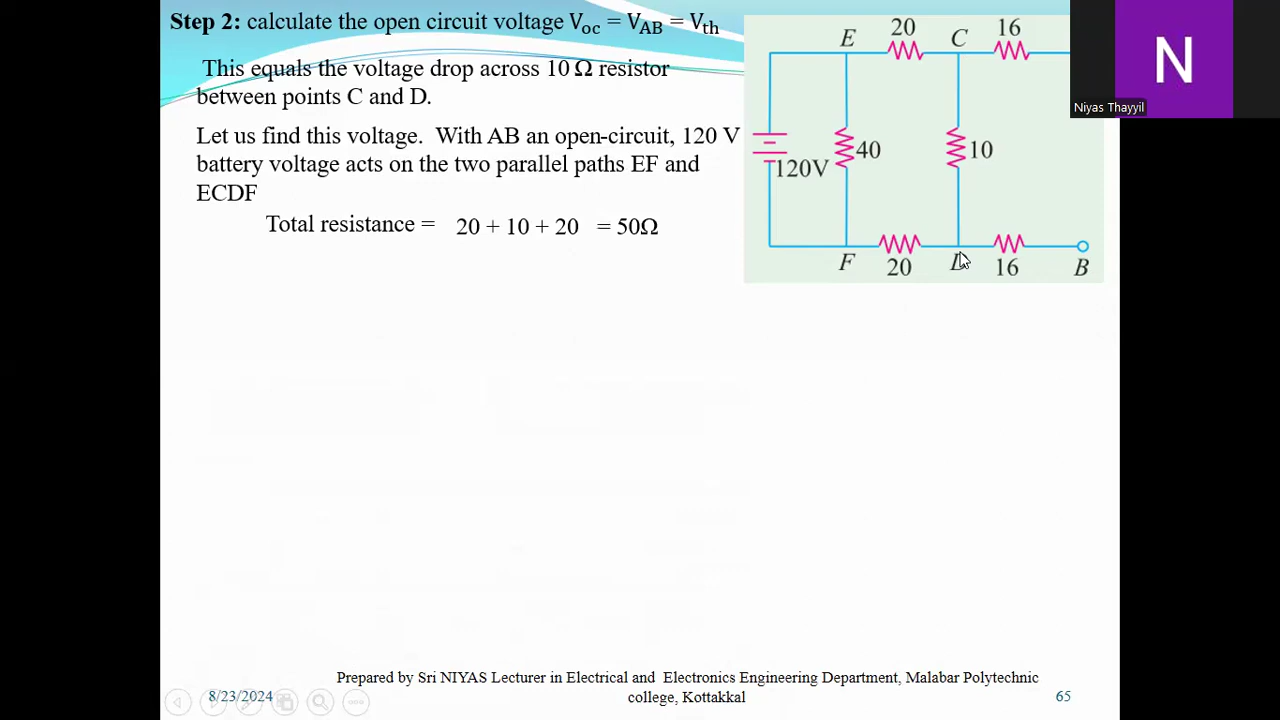 Step 2: calculate the open circuit voltage Voc = VAB = Vth
This equals the voltage drop across 10 Ω resistor
between points C and D.
Let us find this voltage. With AB an open-circuit, 120 V
battery voltage acts on the two parallel paths EF and
ECDF
Total resistance = 20 + 10 + 20 = 50Ω
20 16
E C
40 10
120V
F 20 D 16 B
N
Niyas Thayyil
Prepared by Sri NIYAS Lecturer in Electrical and Electronics Engineering Department, Malabar Polytechnic
college, Kottakkal
8/23/2024
65